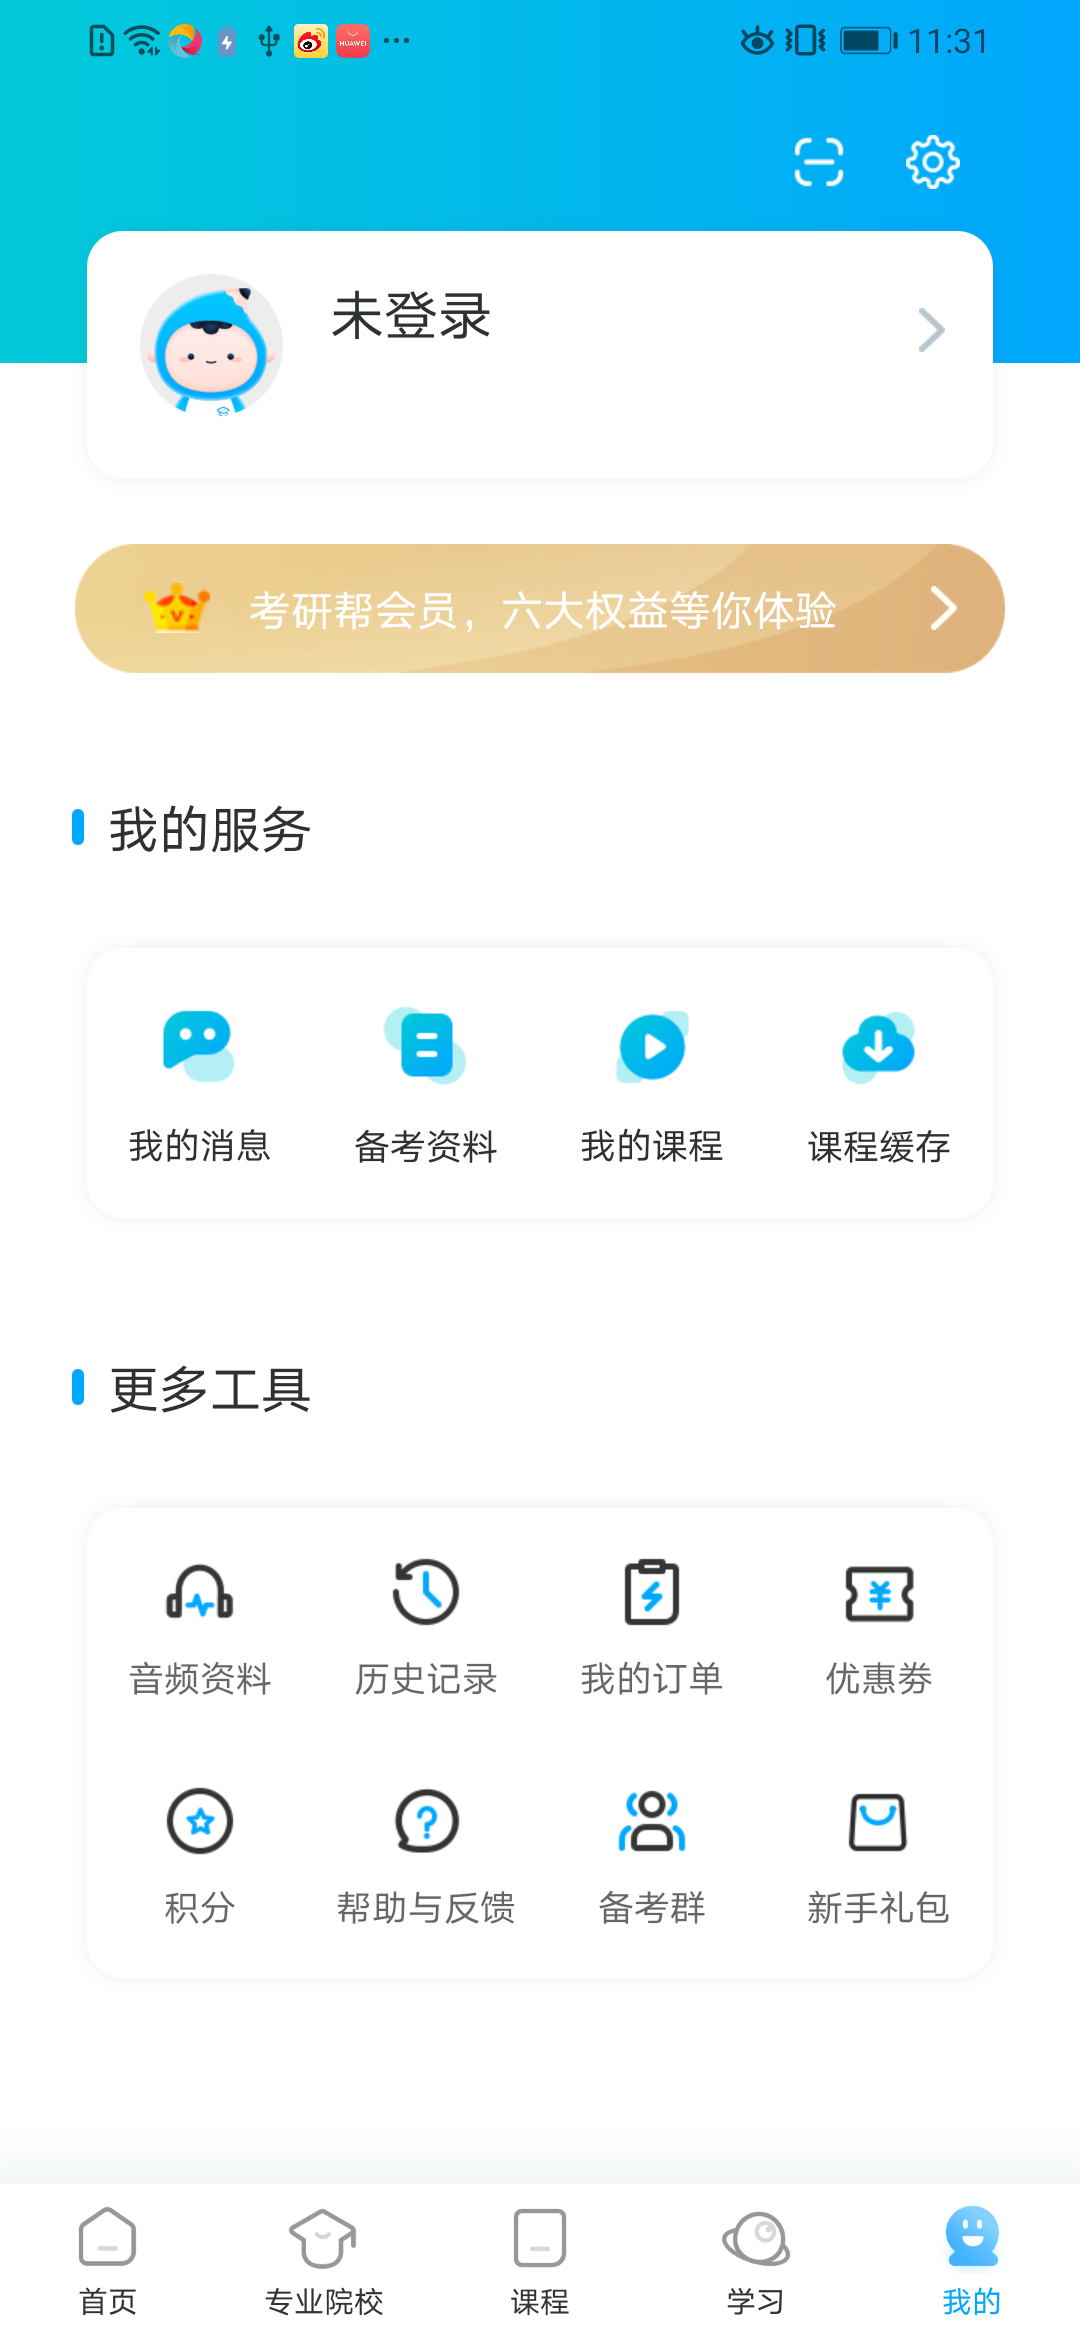 11:31
未登录
考研帮会员，六大权益等你体验
我的服务
我的消息 备考资料 我的课程 课程缓存
更多工具
音频资料 历史记录 我的订单 优惠券
积分 帮助与反馈 备考群 新手礼包
首页 专业院校 课程 学习 我的